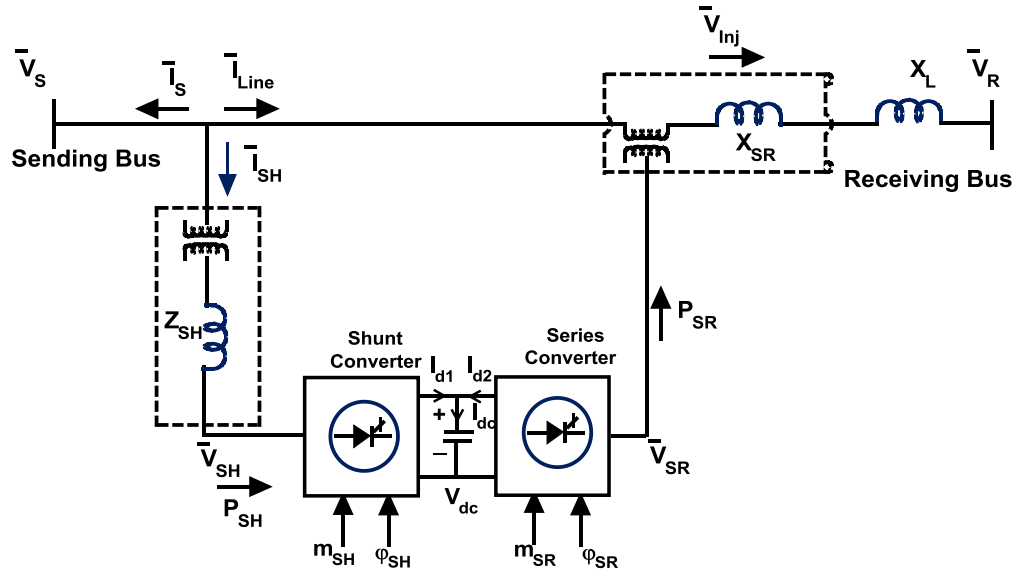 V̄Inj
V̄S
ĪS
ĪLine
XL
V̄R
Sending Bus
XSR
ĪSH
Receiving Bus
ZSH
PSR
Shunt
Converter
Series
Converter
Id1
Id2
+
Idc
–
V̄SH
V̄SR
PSH
Vdc
mSH
φSH
mSR
φSR